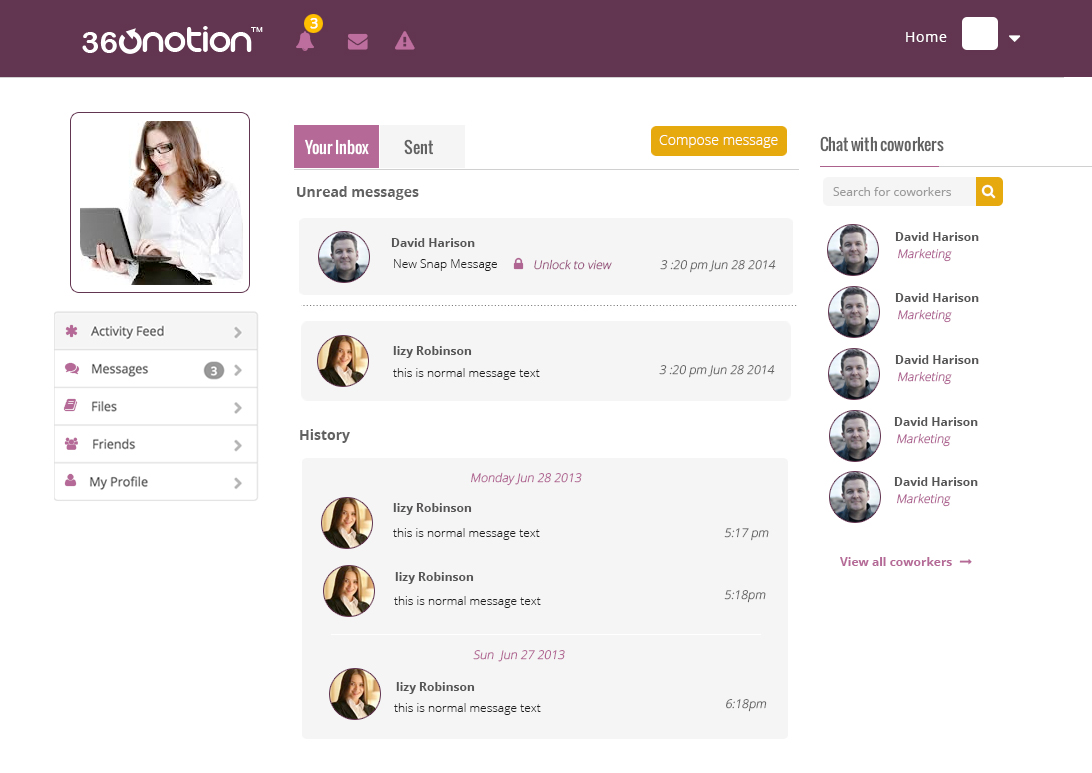 360notion™
3
Home
Your Inbox
Sent
Compose message
Chat with coworkers
Unread messages
Search for coworkers
David Harison
New Snap Message
Unlock to view
3 :20 pm Jun 28 2014
David Harison
Marketing
David Harison
Marketing
Activity Feed
Messages
3
Files
Friends
My Profile
lizy Robinson
this is normal message text
3 :20 pm Jun 28 2014
David Harison
Marketing
David Harison
Marketing
David Harison
Marketing
View all coworkers
History
Monday Jun 28 2013
lizy Robinson
this is normal message text
5:17 pm
lizy Robinson
this is normal message text
5:18pm
Sun Jun 27 2013
lizy Robinson
this is normal message text
6:18pm